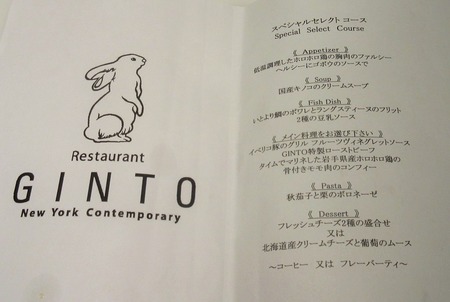 Restaurant
GINTO
New York Contemporary
スペシャルセレクトコース
Special Select Course
《 Appetizer 》
低温調理したホロホロ鶏の胸肉のファルシー
ヘルシーにゴボウのソースで
《 Soup 》
国産キノコのクリームスープ
《 Fish Dish 》
いとより鯛のポワレとラングスティーヌのフリット
2種の豆乳ソース
《 メイン料理をお選び下さい 》
イベリコ豚のグリル フルーツヴィネグレットソース
GINTO特製ローストビーフ
タイムでマリネした岩手県産ホロホロ鶏の
骨付きモモ肉のコンフィー
《 Pasta 》
秋茄子と栗のボロネーゼ
《 Dessert 》
フレッシュチーズ2種の盛合せ
又は
北海道産クリームチーズと葡萄のムース
～コーヒー 又は フレーバーティ～